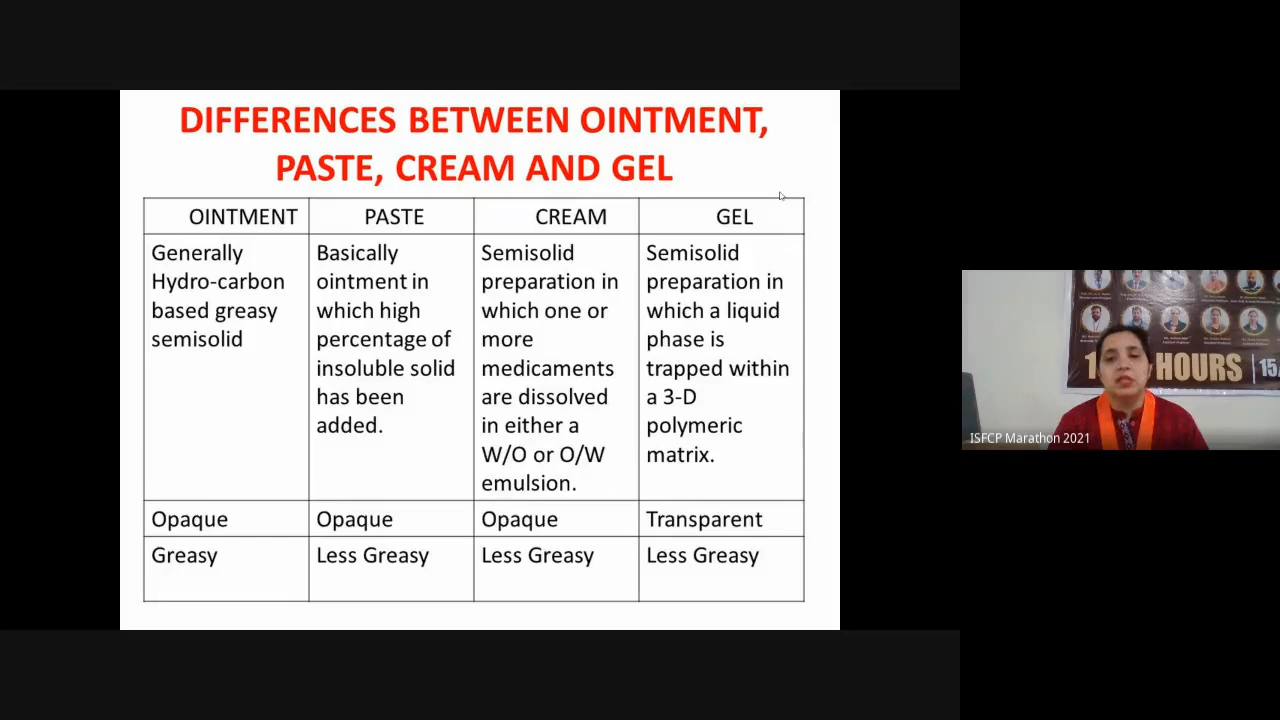 DIFFERENCES BETWEEN OINTMENT,
PASTE, CREAM AND GEL
OINTMENT
PASTE
CREAM
GEL
Generally
Hydro-carbon
based greasy
semisolid
Basically
ointment in
which high
percentage of
insoluble solid
has been
added.
Semisolid
preparation in
which one or
more
medicaments
are dissolved
in either a
W/O or O/W
emulsion.
Semisolid
preparation in
which a liquid
phase is
trapped within
a 3-D
polymeric
matrix.
Opaque
Opaque
Opaque
Transparent
Greasy
Less Greasy
Less Greasy
Less Greasy
HOURS
ISFCP Marathon 2021